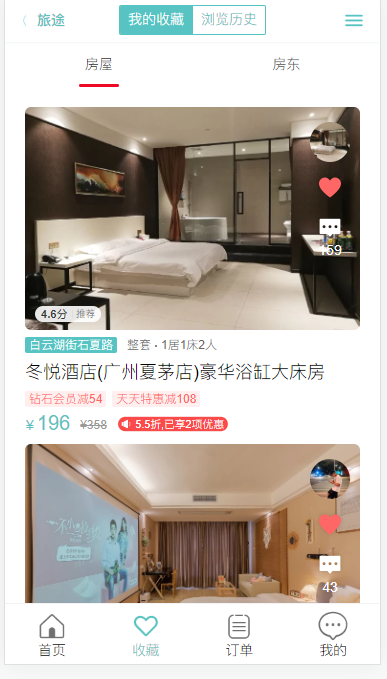 旅途 我的收藏 浏览历史
房屋 房东
159
4.6分 推荐
白云湖街石夏路 整套 · 1居1床2人
冬悦酒店(广州夏茅店)豪华浴缸大床房
钻石会员减54 天天特惠减108
¥196 ¥358 5.5折,已享2项优惠
43
首页 收藏 订单 我的